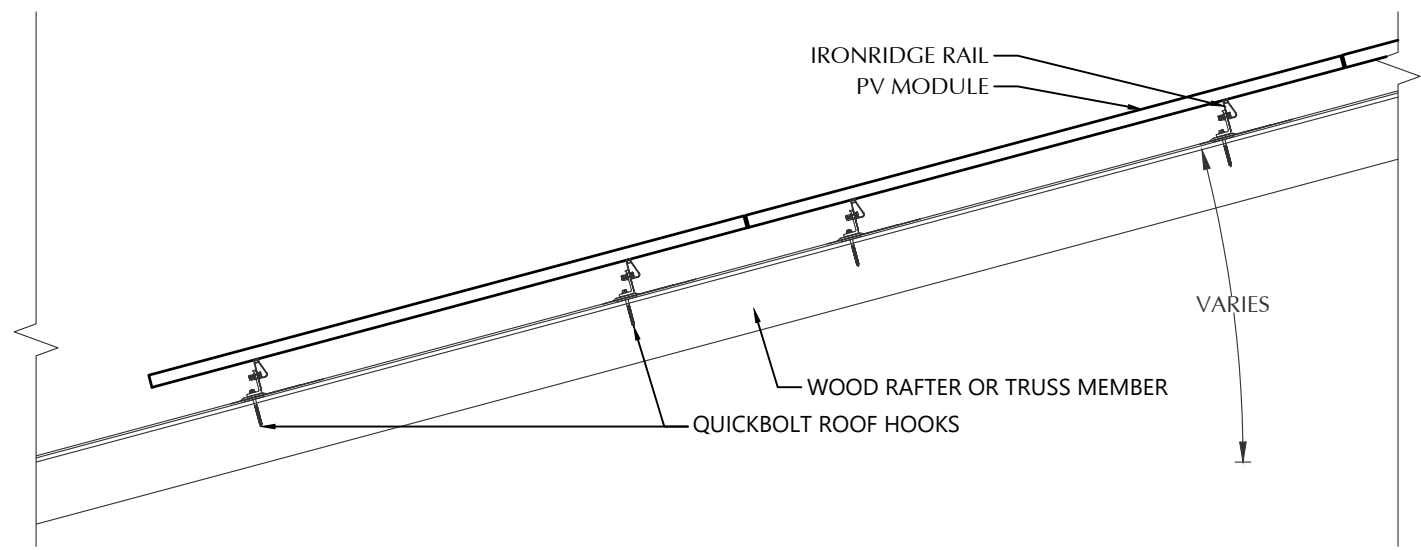 IRONRIDGE RAIL
PV MODULE
VARIES
WOOD RAFTER OR TRUSS MEMBER
QUICKBOLT ROOF HOOKS